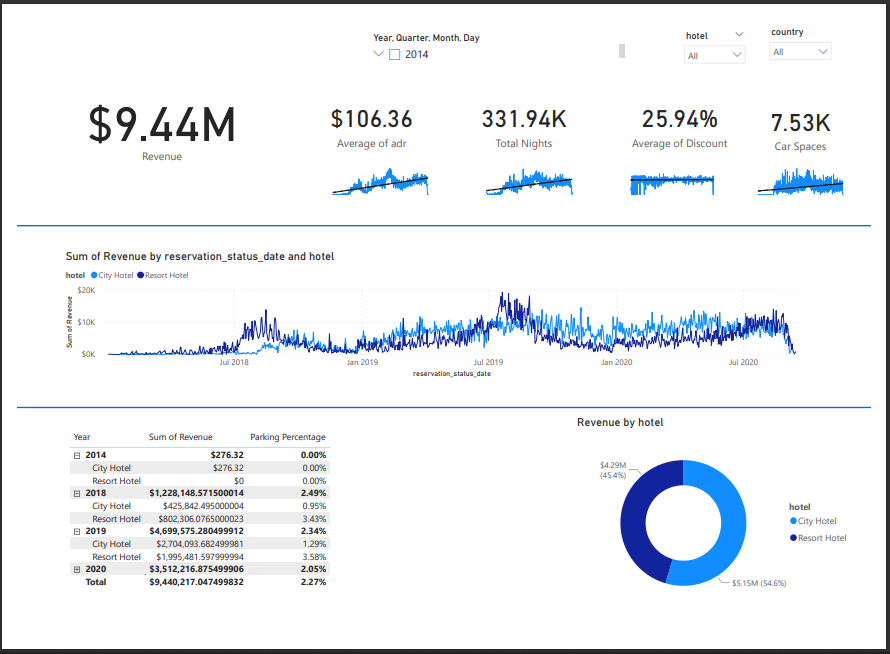 Year, Quarter, Month, Day
2014
hotel
All
country
All
$9.44M
Revenue
$106.36
Average of adr
331.94K
Total Nights
25.94%
Average of Discount
7.53K
Car Spaces
Sum of Revenue by reservation_status_date and hotel
hotel City Hotel Resort Hotel
Sum of Revenue
$20K
$10K
$0K
Jul 2018 Jan 2019 Jul 2019 Jan 2020 Jul 2020
reservation_status_date
Year Sum of Revenue Parking Percentage
2014 $276.32 0.00%
City Hotel $276.32 0.00%
Resort Hotel $0 0.00%
2018 $1,228,148.571500014 2.49%
City Hotel $425,842.495000004 0.95%
Resort Hotel $802,306.0765000023 3.43%
2019 $4,699,575.280499912 2.34%
City Hotel $2,704,093.682499981 1.29%
Resort Hotel $1,995,481.597999994 3.58%
2020 $3,512,216.875499906 2.05%
Total $9,440,217.047499832 2.27%
Revenue by hotel
$4.29M
(45.4%)
$5.15M (54.6%)
hotel
City Hotel
Resort Hotel